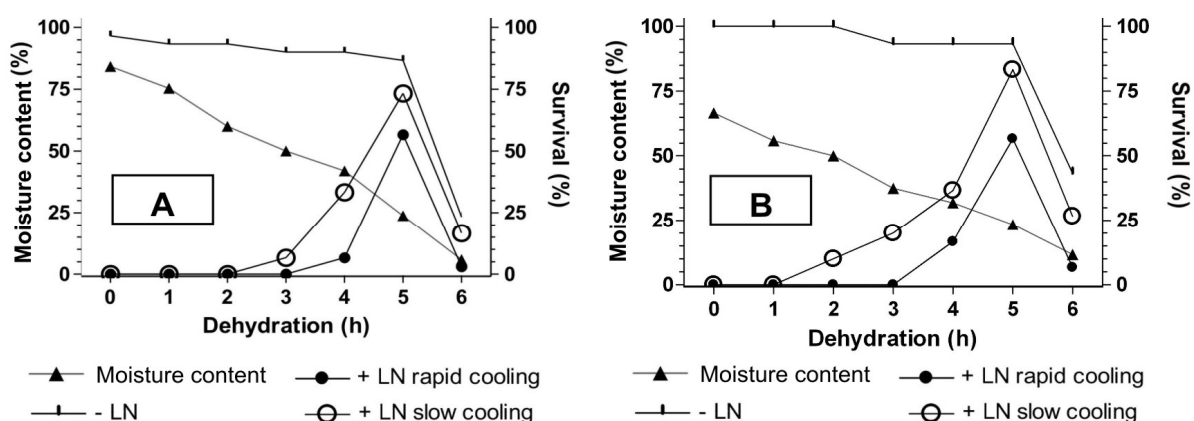 100
75
50
25
0
Moisture content (%)
A
100
75
50
25
0
Survival (%)
0 1 2 3 4 5 6
Dehydration (h)
Moisture content
+ LN rapid cooling
- LN
+ LN slow cooling
100
75
50
25
0
Moisture content (%)
B
100
75
50
25
0
Survival (%)
0 1 2 3 4 5 6
Dehydration (h)
Moisture content
+ LN rapid cooling
- LN
+ LN slow cooling